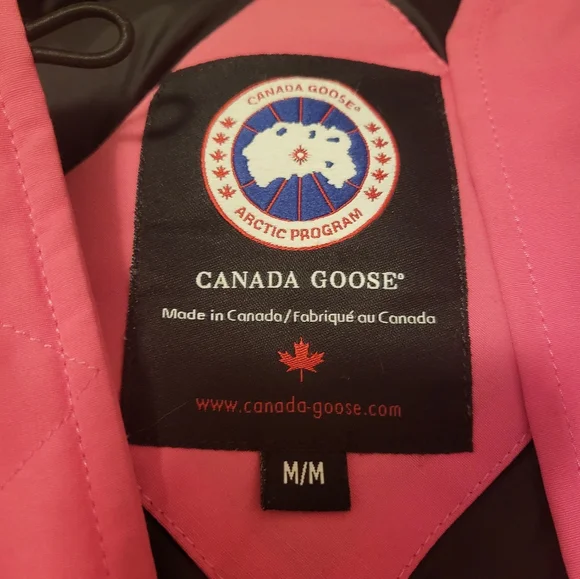 CANADA GOOSE®
ARCTIC PROGRAM
CANADA GOOSE®
Made in Canada/Fabriqué au Canada
www.canada-goose.com
M/M